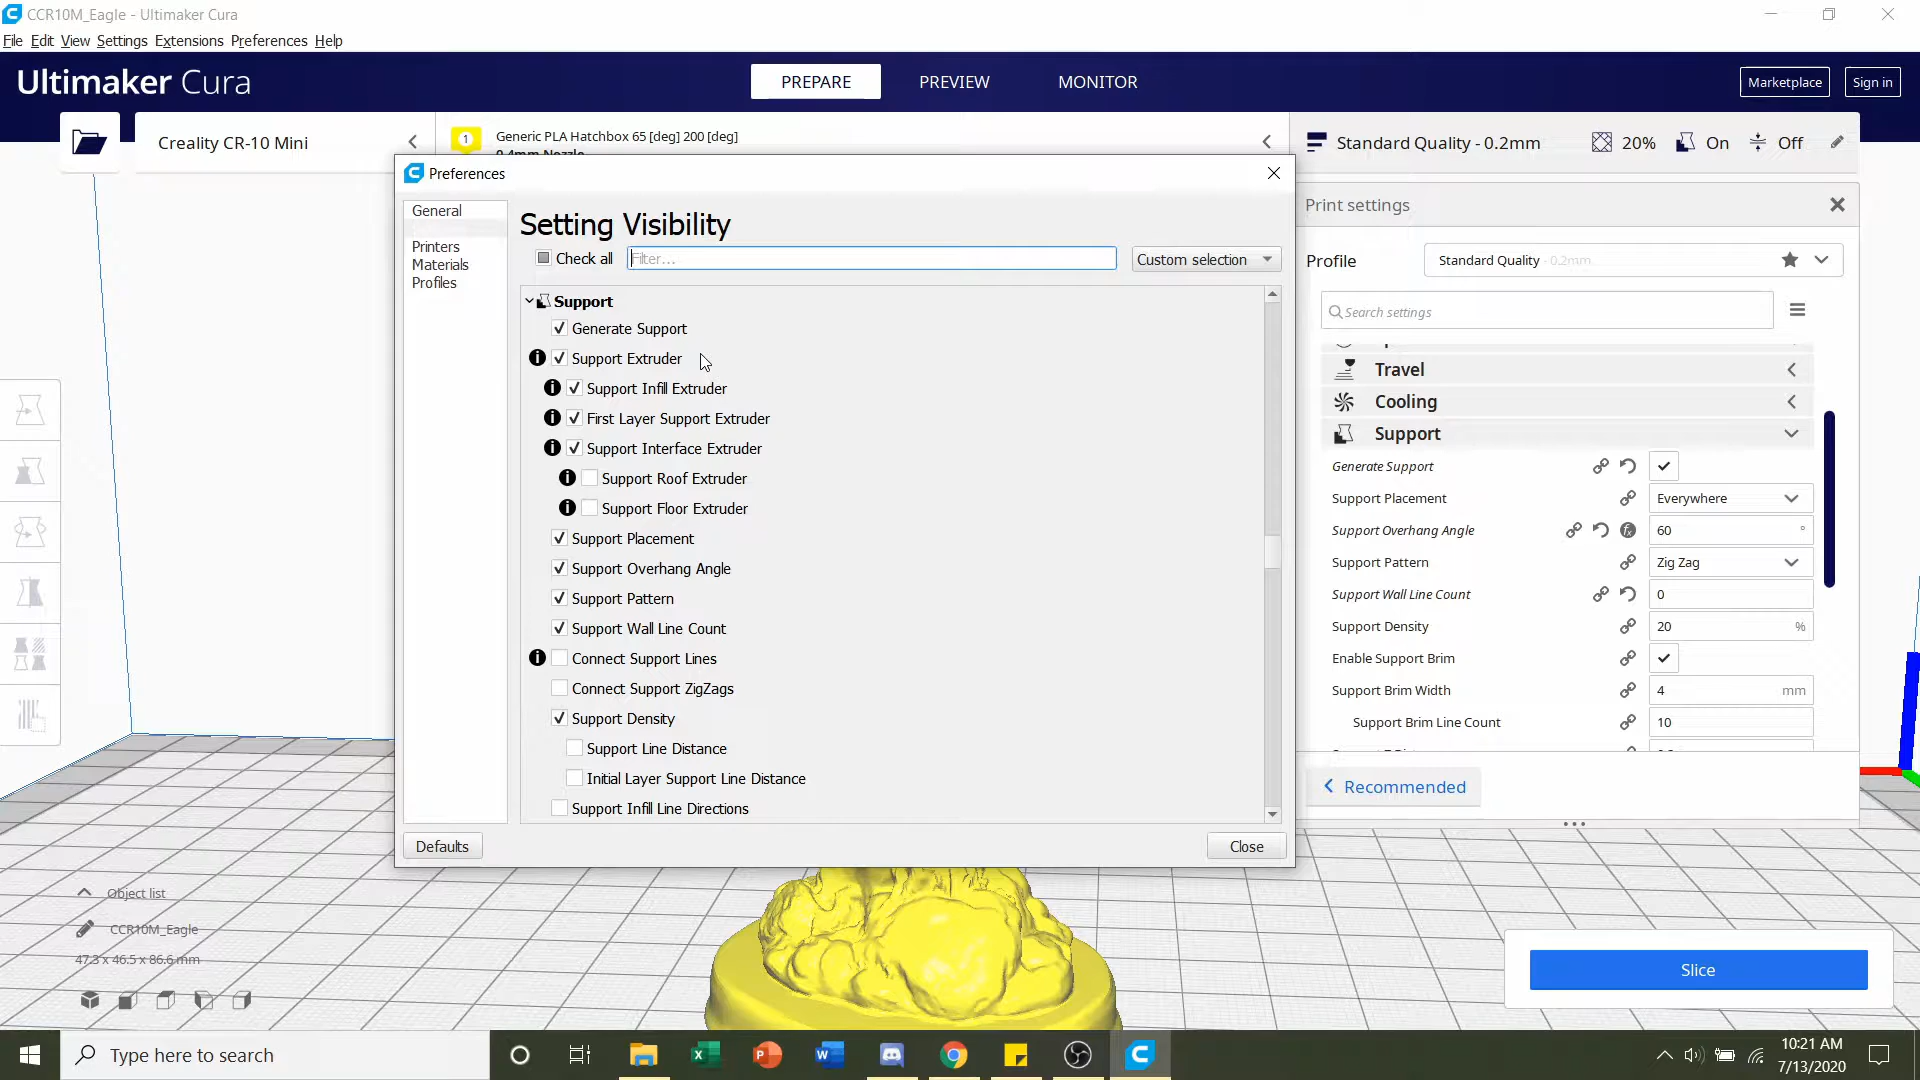 CCR10M_Eagle - Ultimaker Cura
File Edit View Settings Extensions Preferences Help
Ultimaker Cura
PREPARE
PREVIEW
MONITOR
Marketplace
Sign in
Creality CR-10 Mini
1
Generic PLA Hatchbox 65 [deg] 200 [deg]
0.4mm Nozzle
Standard Quality - 0.2mm
20%
On
Off
Preferences
General
Printers
Materials
Profiles
Setting Visibility
Check all
Filter...
Custom selection
Support
Generate Support
Support Extruder
Support Infill Extruder
First Layer Support Extruder
Support Interface Extruder
Support Roof Extruder
Support Floor Extruder
Support Placement
Support Overhang Angle
Support Pattern
Support Wall Line Count
Connect Support Lines
Connect Support ZigZags
Support Density
Support Line Distance
Initial Layer Support Line Distance
Support Infill Line Directions
Defaults
Close
Print settings
Profile
Standard Quality - 0.2mm
Search settings
Travel
Cooling
Support
Generate Support
Support Placement Everywhere
Support Overhang Angle 60 °
Support Pattern Zig Zag
Support Wall Line Count 0
Support Density 20 %
Enable Support Brim
Support Brim Width 4 mm
Support Brim Line Count 10
Recommended
Object list
CCR10M_Eagle
47.3 x 46.5 x 86.6 mm
Slice
Type here to search
10:21 AM
7/13/2020